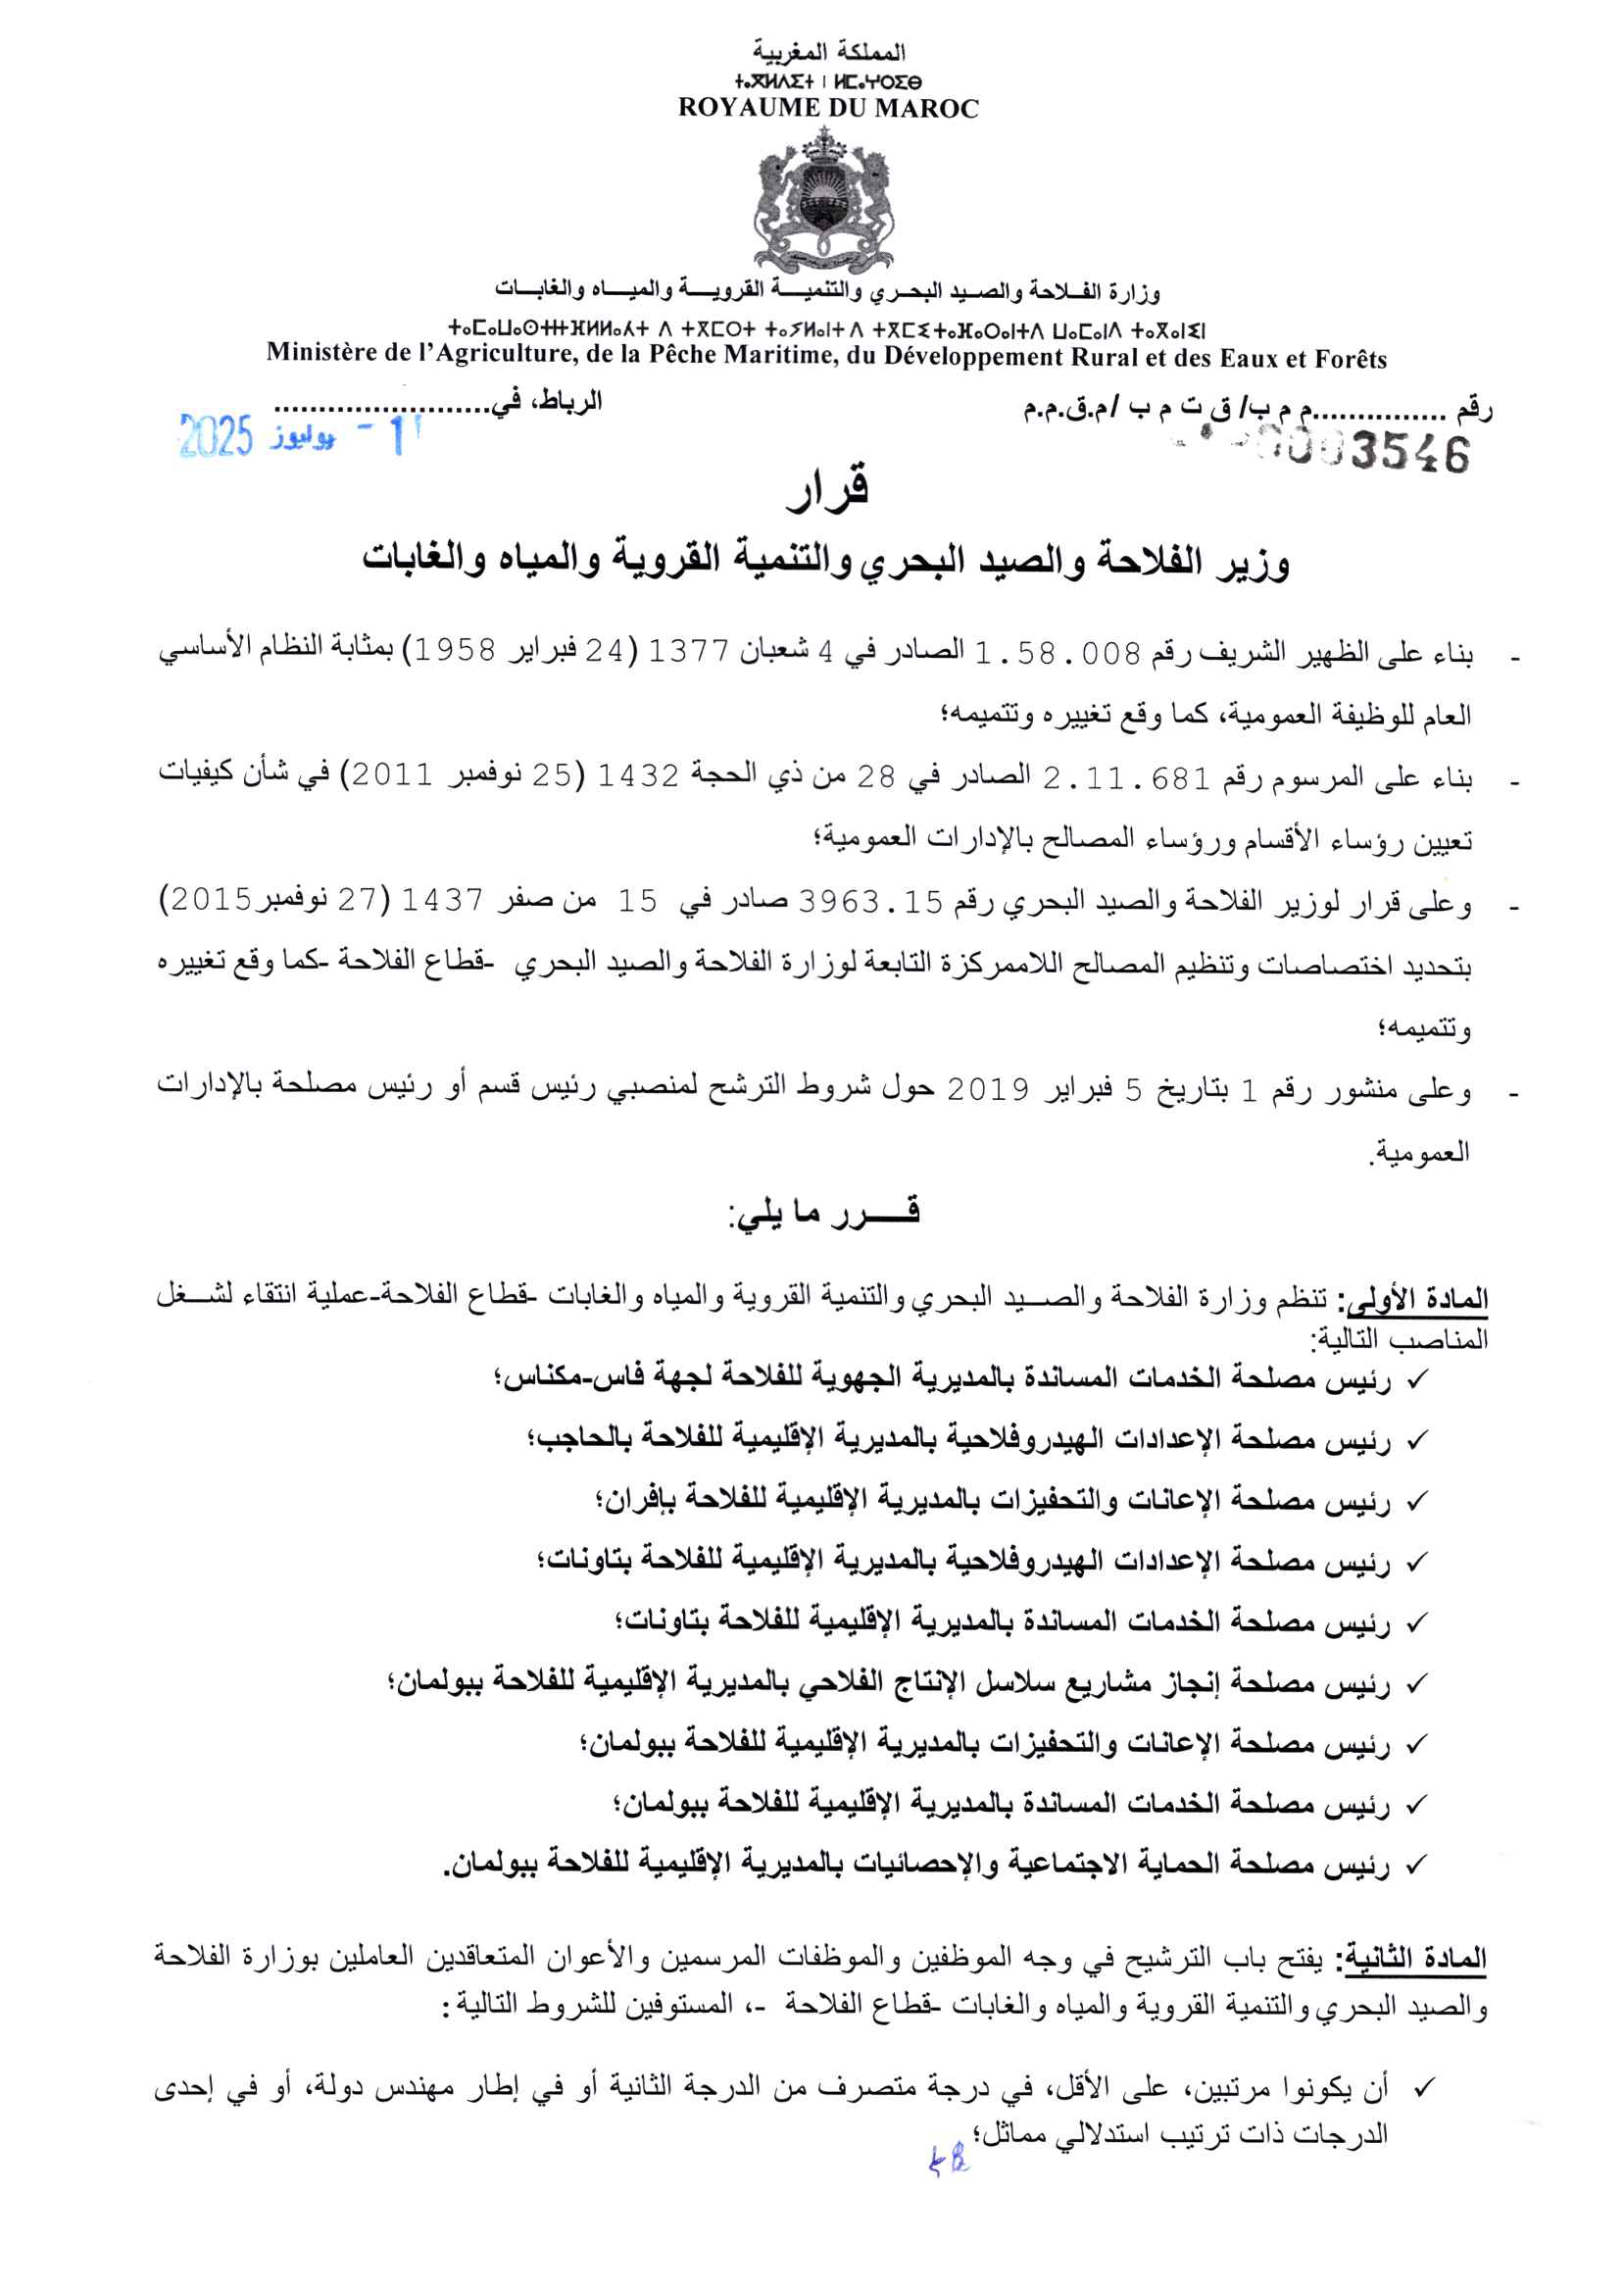 المملكة المغربية
ⵜⴰⴳⵍⴷⵉⵜ ⵏ ⵍⵎⴰⵖⵔⵉⴱ
ROYAUME DU MAROC
وزارة الفلاحة والصيد البحري والتنمية القروية والمياه والغابات
Ministère de l’Agriculture, de la Pêche Maritime, du Développement Rural et des Eaux et Forêts
رقم ...............م م ب/ ق ت م ب /م.ق.م.م
3546
الرباط، في........................
1 - يوليوز 2025
قرار
وزير الفلاحة والصيد البحري والتنمية القروية والمياه والغابات
- بناء على الظهير الشريف رقم 1.58.008 الصادر في 4 شعبان 1377 (24 فبراير 1958) بمثابة النظام الأساسي
العام للوظيفة العمومية، كما وقع تغييره وتتميمه؛
- بناء على المرسوم رقم 2.11.681 الصادر في 28 من ذي الحجة 1432 (25 نوفمبر 2011) في شأن كيفيات
تعيين رؤساء الأقسام ورؤساء المصالح بالإدارات العمومية؛
- وعلى قرار لوزير الفلاحة والصيد البحري رقم 3963.15 صادر في 15 من صفر 1437 (27 نوفمبر2015)
بتحديد اختصاصات وتنظيم المصالح اللاممركزة التابعة لوزارة الفلاحة والصيد البحري -قطاع الفلاحة -كما وقع تغييره
وتتميمه؛
- وعلى منشور رقم 1 بتاريخ 5 فبراير 2019 حول شروط الترشح لمنصبي رئيس قسم أو رئيس مصلحة بالإدارات
العمومية.
قـــرر ما يلي:
المادة الأولى: تنظم وزارة الفلاحة والصيد البحري والتنمية القروية والمياه والغابات -قطاع الفلاحة-عملية انتقاء لشغل
المناصب التالية:
✓ رئيس مصلحة الخدمات المساندة بالمديرية الجهوية للفلاحة لجهة فاس-مكناس؛
✓ رئيس مصلحة الإعدادات الهيدروفلاحية بالمديرية الإقليمية للفلاحة بالحاجب؛
✓ رئيس مصلحة الإعانات والتحفيزات بالمديرية الإقليمية للفلاحة بإفران؛
✓ رئيس مصلحة الإعدادات الهيدروفلاحية بالمديرية الإقليمية للفلاحة بتاونات؛
✓ رئيس مصلحة الخدمات المساندة بالمديرية الإقليمية للفلاحة بتاونات؛
✓ رئيس مصلحة إنجاز مشاريع سلاسل الإنتاج الفلاحي بالمديرية الإقليمية للفلاحة ببولمان؛
✓ رئيس مصلحة الإعانات والتحفيزات بالمديرية الإقليمية للفلاحة ببولمان؛
✓ رئيس مصلحة الخدمات المساندة بالمديرية الإقليمية للفلاحة ببولمان؛
✓ رئيس مصلحة الحماية الاجتماعية والإحصائيات بالمديرية الإقليمية للفلاحة ببولمان.
المادة الثانية: يفتح باب الترشيح في وجه الموظفين والموظفات المرسمين والأعوان المتعاقدين العاملين بوزارة الفلاحة
والصيد البحري والتنمية القروية والمياه والغابات -قطاع الفلاحة -، المستوفين للشروط التالية :
✓ أن يكونوا مرتبين، على الأقل، في درجة متصرف من الدرجة الثانية أو في إطار مهندس دولة، أو في إحدى
الدرجات ذات ترتيب استدلالي مماثل؛